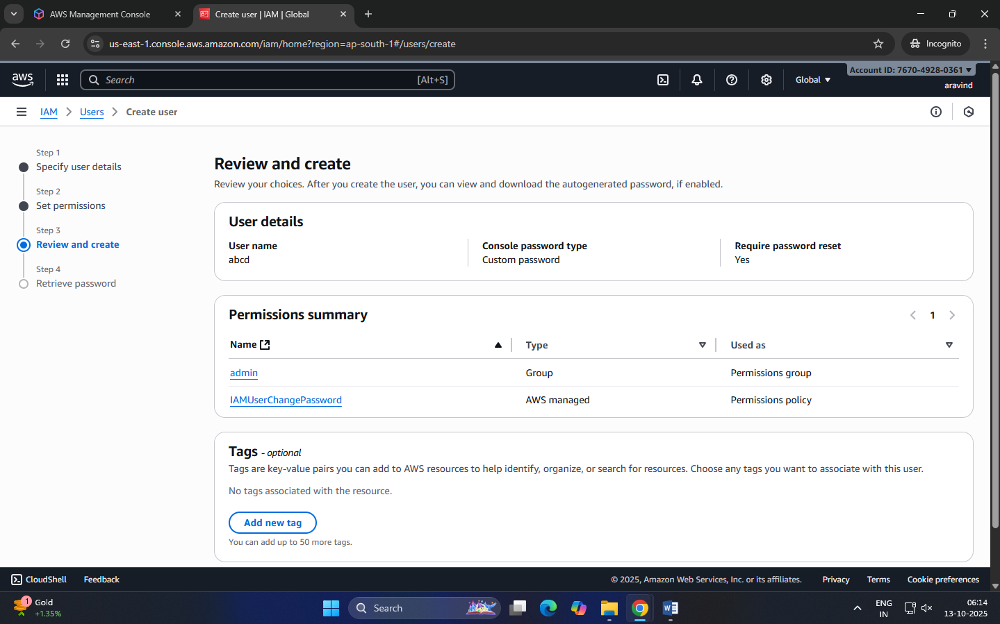 AWS Management Console
Create user | IAM | Global
us-east-1.console.aws.amazon.com/iam/home?region=ap-south-1#/users/create
Incognito
aws
Search
[Alt+S]
Global
Account ID: 7670-4928-0361
aravind
IAM
Users
Create user
Step 1
Specify user details
Step 2
Set permissions
Step 3
Review and create
Step 4
Retrieve password
Review and create
Review your choices. After you create the user, you can view and download the autogenerated password, if enabled.
User details
User name
abcd
Console password type
Custom password
Require password reset
Yes
Permissions summary
1
Name
Type
Used as
admin
Group
Permissions group
IAMUserChangePassword
AWS managed
Permissions policy
Tags - optional
Tags are key-value pairs you can add to AWS resources to help identify, organize, or search for resources. Choose any tags you want to associate with this user.
No tags associated with the resource.
Add new tag
You can add up to 50 more tags.
CloudShell
Feedback
© 2025, Amazon Web Services, Inc. or its affiliates.
Privacy
Terms
Cookie preferences
1
Gold
+1.35%
Search
ENG
IN
06:14
13-10-2025